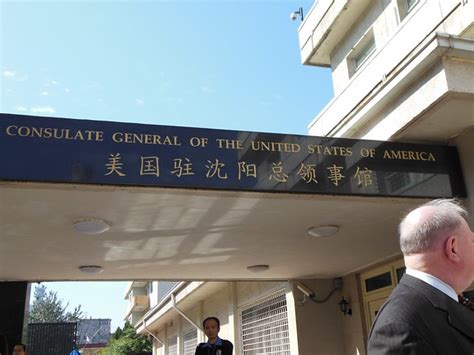 CONSULATE GENERAL OF THE UNITED STATES OF AMERICA
美国驻沈阳总领事馆